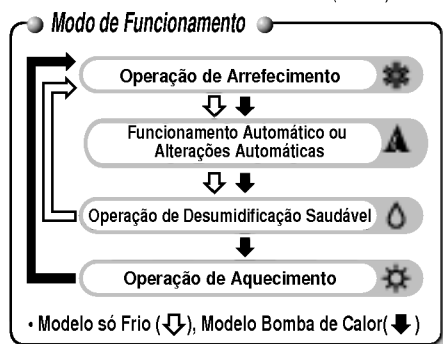 Modo de Funcionamento
Operação de Arrefecimento
Funcionamento Automático ou
Alterações Automáticas
Operação de Desumidificação Saudável
Operação de Aquecimento
• Modelo só Frio (⇩), Modelo Bomba de Calor(⬇)